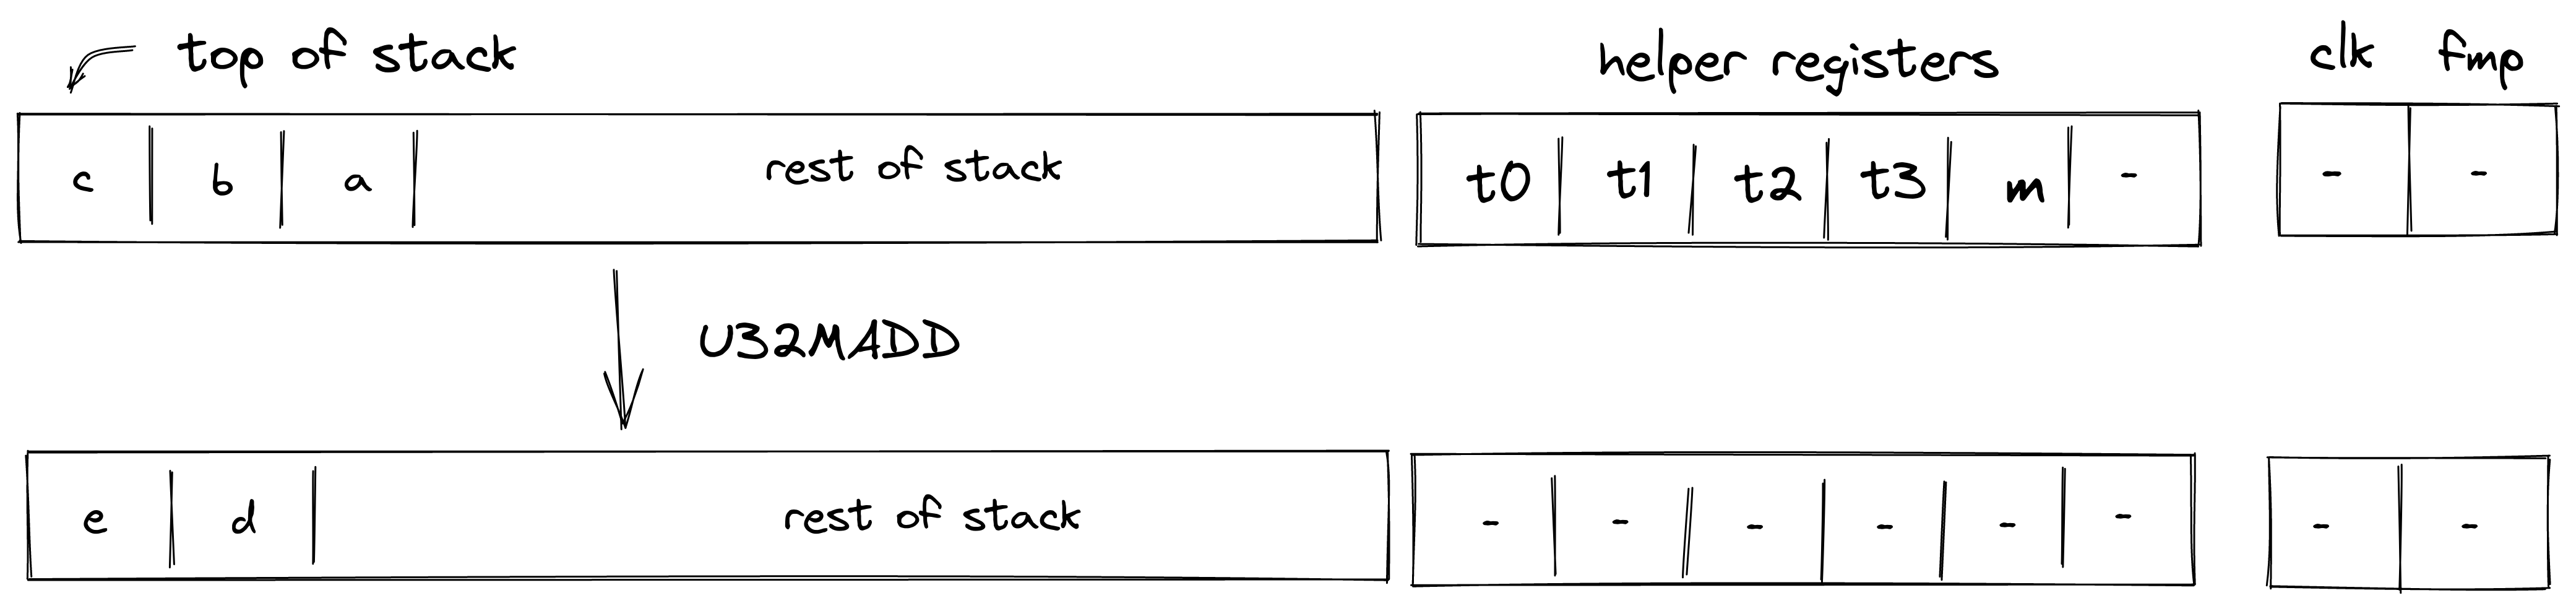 top of stack helper registers clk fmp
c b a rest of stack t0 t1 t2 t3 m - - -
U32MADD
e d rest of stack - - - - - - - -